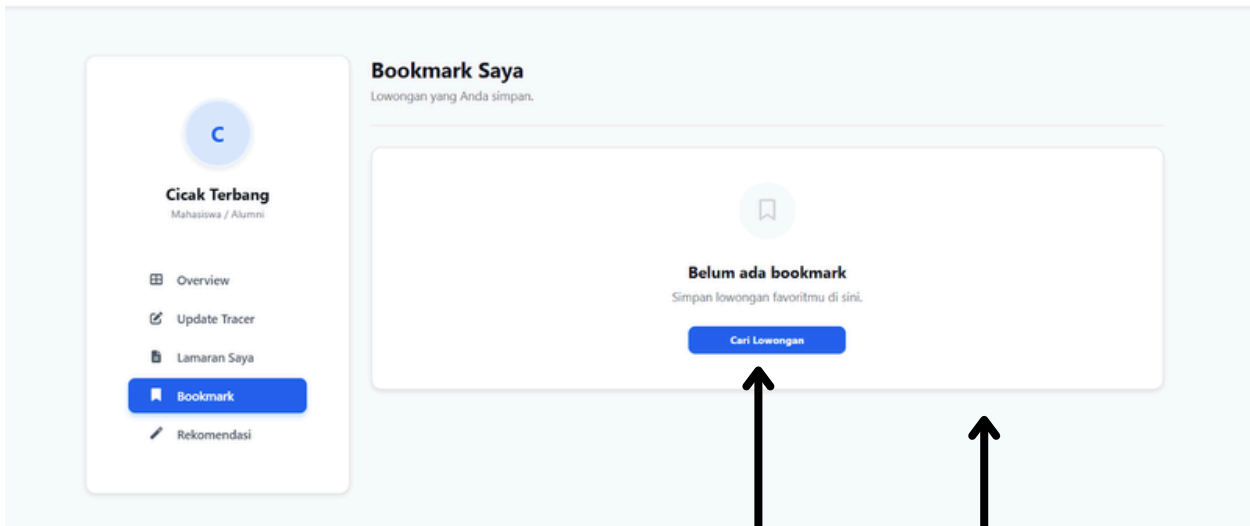 C
Cicak Terbang
Mahasiswa / Alumni
Overview
Update Tracer
Lamaran Saya
Bookmark
Rekomendasi
Bookmark Saya
Lowongan yang Anda simpan.
Belum ada bookmark
Simpan lowongan favoritmu di sini.
Cari Lowongan